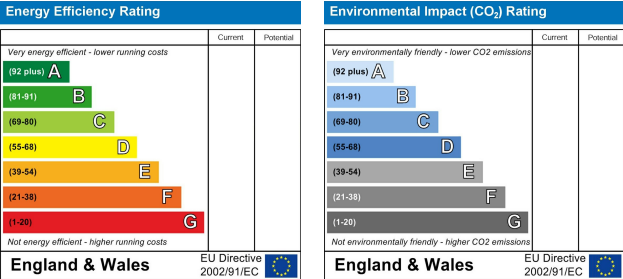 Energy Efficiency Rating
Current Potential
Very energy efficient - lower running costs
(92 plus) A
(81-91) B
(69-80) C
(55-68) D
(39-54) E
(21-38) F
(1-20) G
Not energy efficient - higher running costs
England & Wales
EU Directive
2002/91/EC
Environmental Impact (CO₂) Rating
Current Potential
Very environmentally friendly - lower CO2 emissions
(92 plus) A
(81-91) B
(69-80) C
(55-68) D
(39-54) E
(21-38) F
(1-20) G
Not environmentally friendly - higher CO2 emissions
England & Wales
EU Directive
2002/91/EC